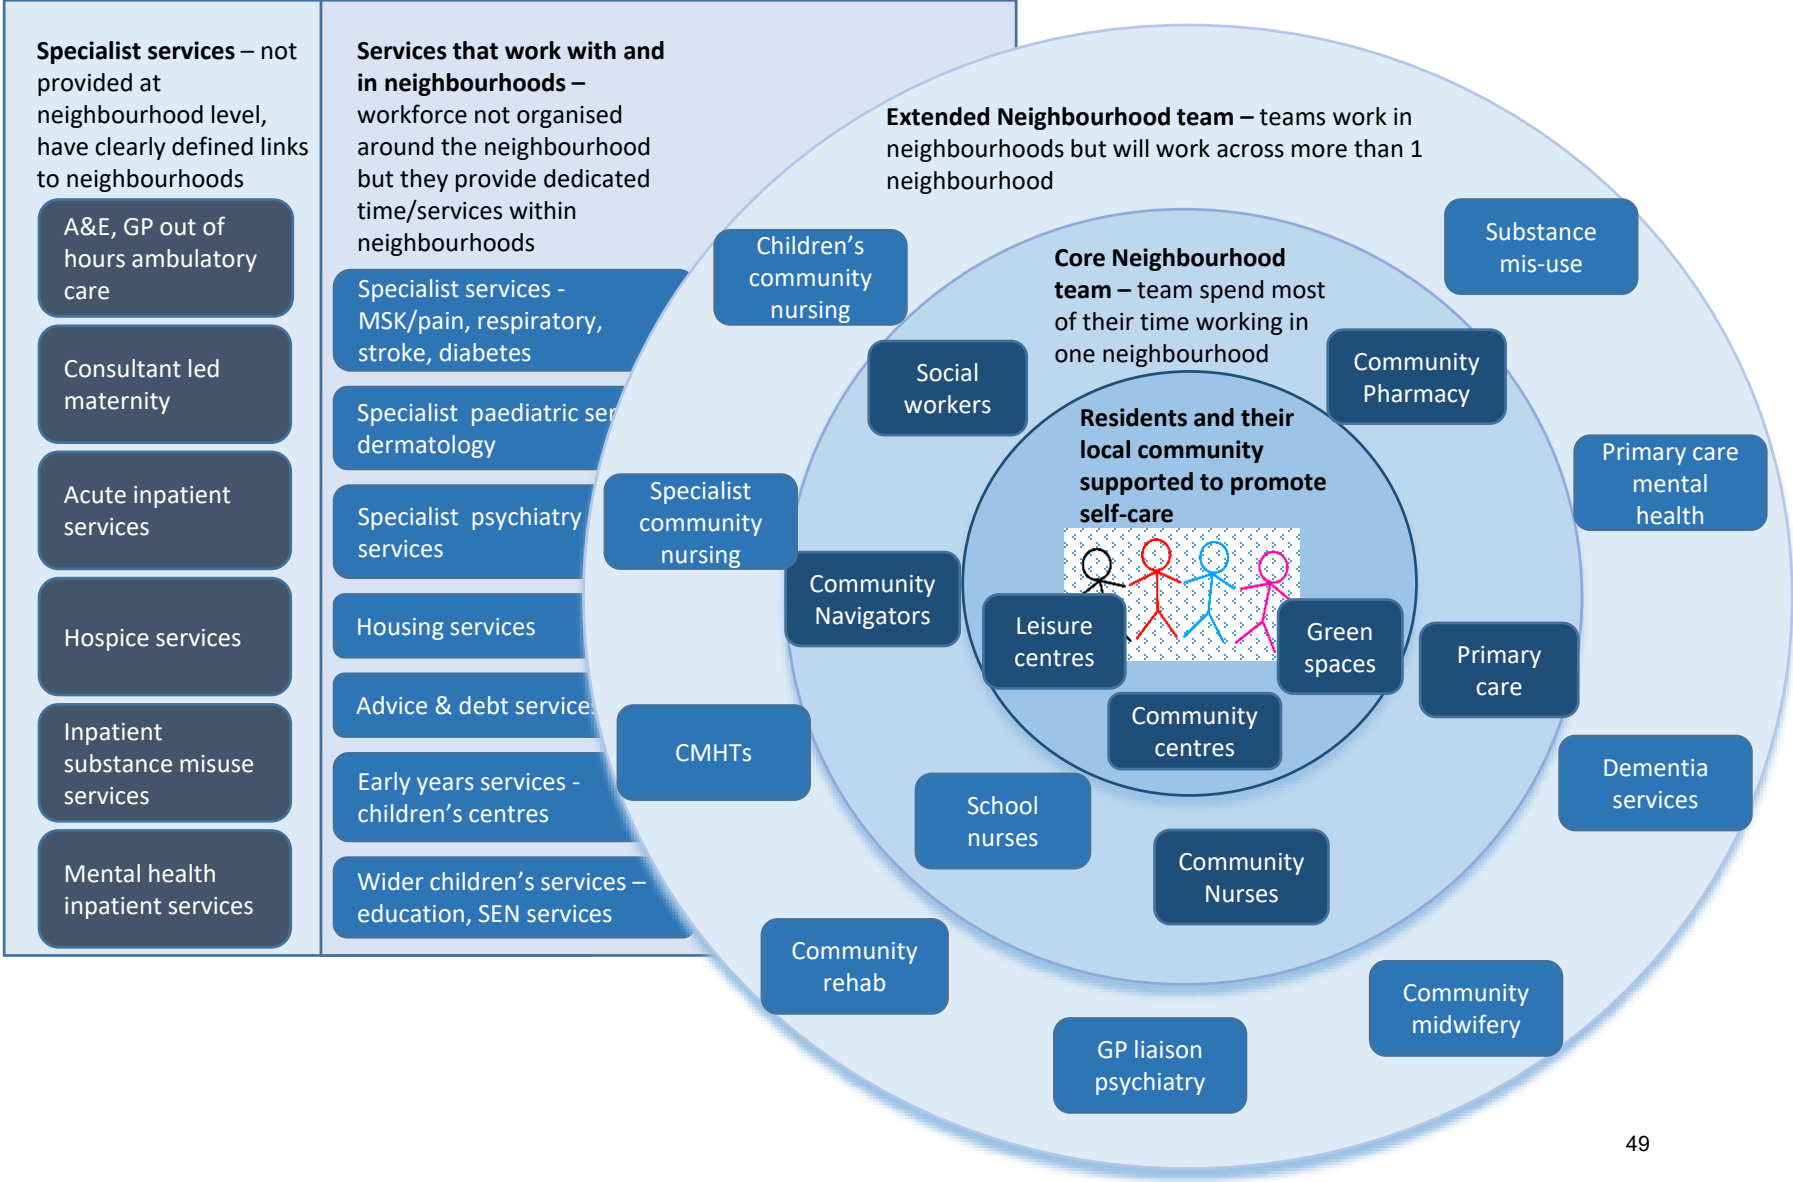 Specialist services – not
provided at
neighbourhood level,
have clearly defined links
to neighbourhoods
A&E, GP out of
hours ambulatory
care
Consultant led
maternity
Acute inpatient
services
Hospice services
Inpatient
substance misuse
services
Mental health
inpatient services
Services that work with and
in neighbourhoods –
workforce not organised
around the neighbourhood
but they provide dedicated
time/services within
neighbourhoods
Specialist services -
MSK/pain, respiratory,
stroke, diabetes
Specialist paediatric
dermatology
Specialist psychiatry
services
Housing services
Advice & debt services
Early years services -
children's centres
Wider children's services –
education, SEN services
Extended Neighbourhood team – teams work in
neighbourhoods but will work across more than 1
neighbourhood
Children's
community
nursing
Substance
mis-use
Specialist
community
nursing
Primary care
mental
health
CMHTs
Dementia
services
Community
rehab
GP liaison
psychiatry
Community
midwifery
Core Neighbourhood
team – team spend most
of their time working in
one neighbourhood
Social
workers
Community
Pharmacy
Community
Navigators
Primary
care
School
nurses
Community
Nurses
Residents and their
local community
supported to promote
self-care
Leisure
centres
Green
spaces
Community
centres
49